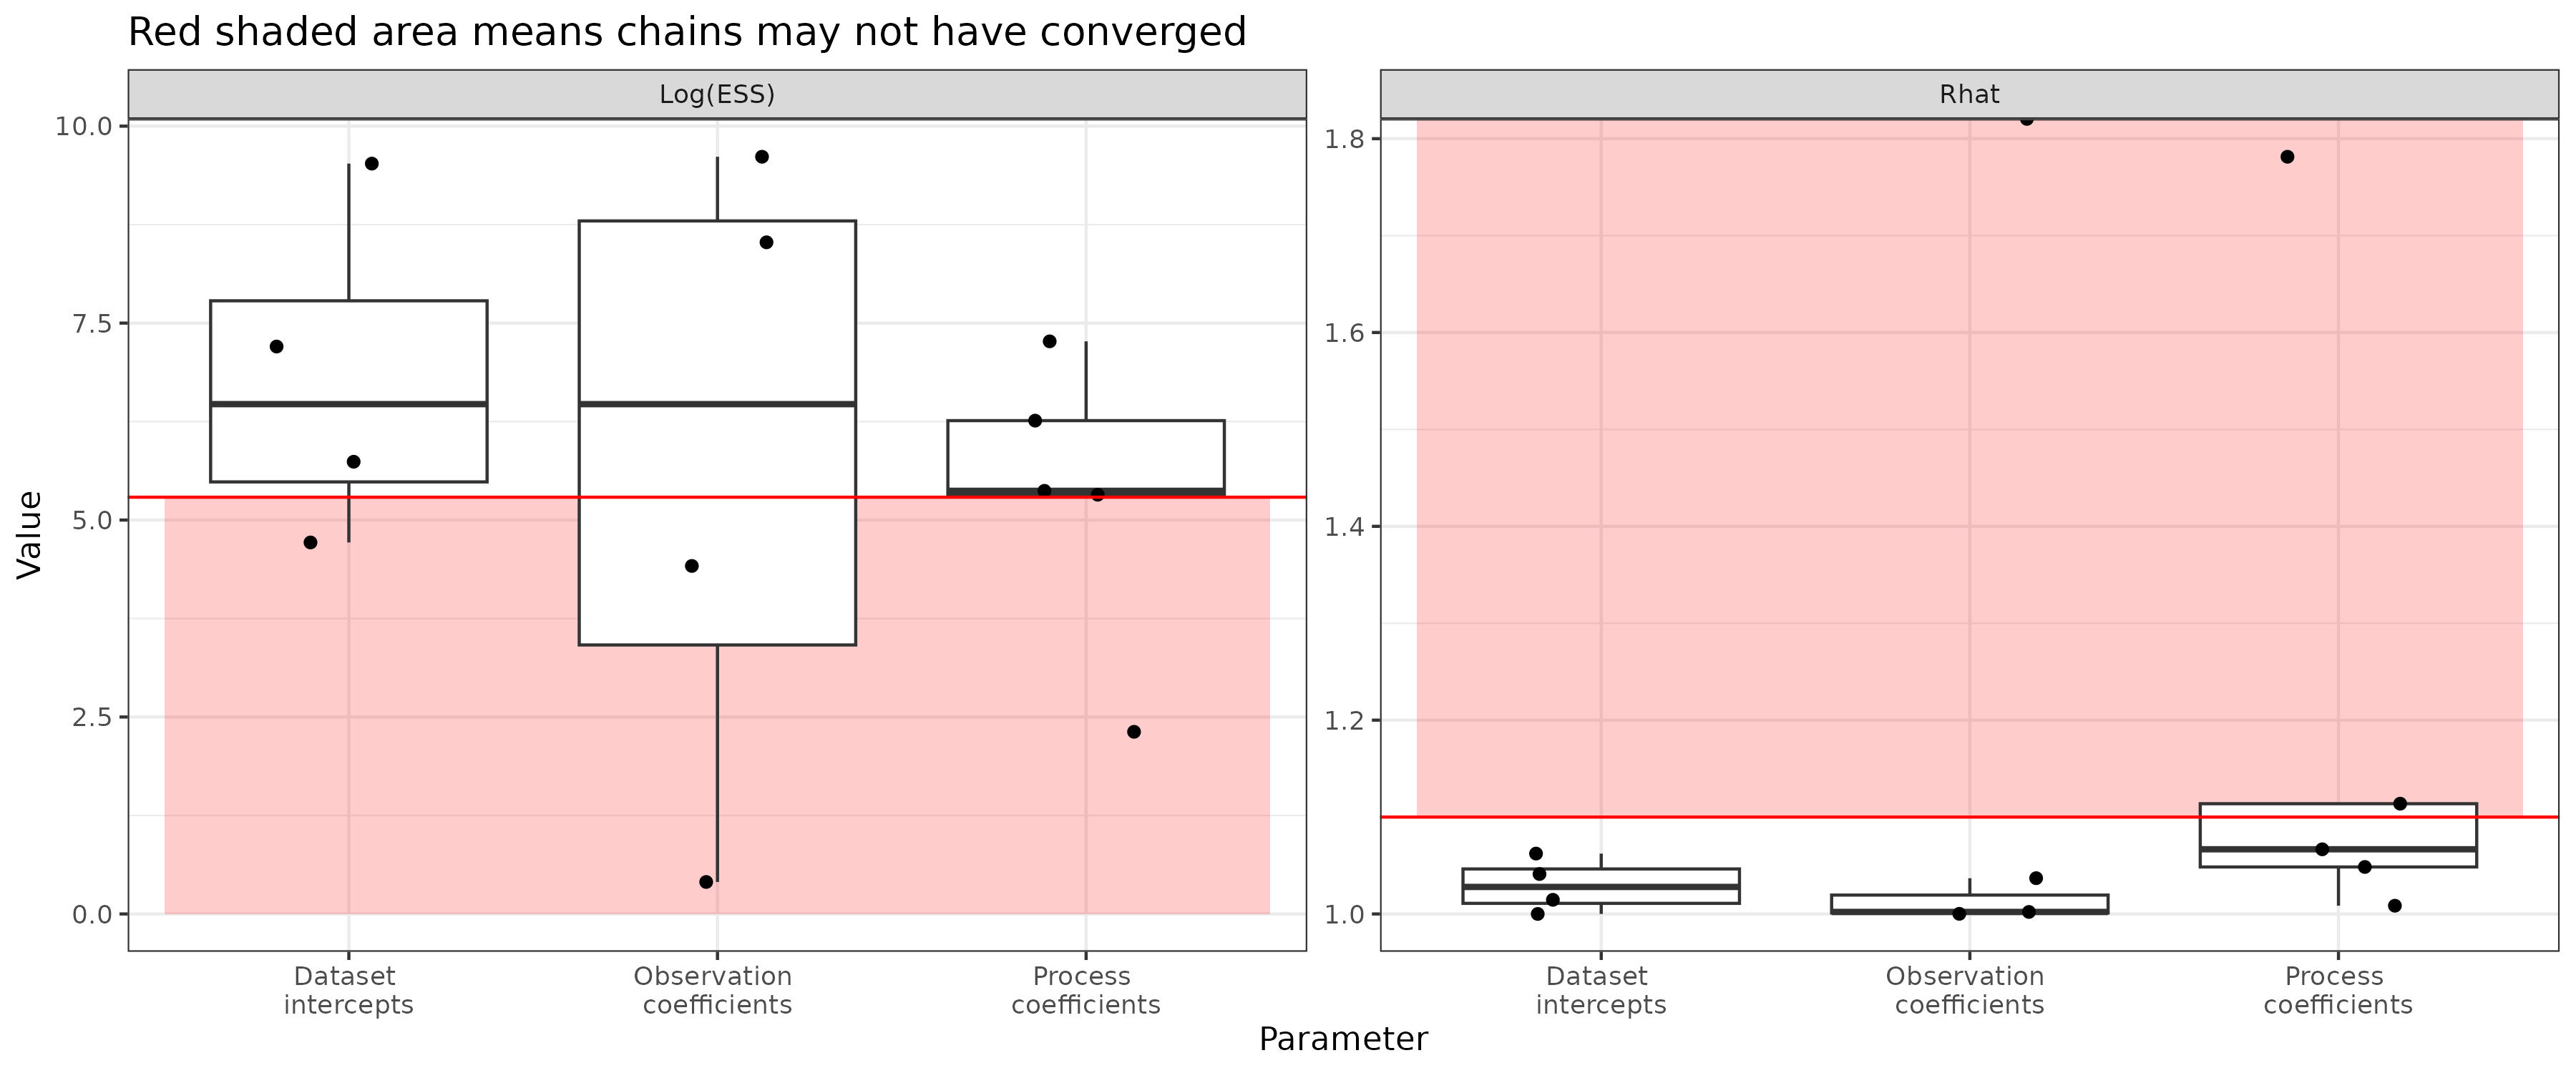 Red shaded area means chains may not have converged
Log(ESS)
Rhat
Value
10.0
7.5
5.0
2.5
0.0
1.8
1.6
1.4
1.2
1.0
Dataset
intercepts
Observation
coefficients
Process
coefficients
Dataset
intercepts
Observation
coefficients
Process
coefficients
Parameter